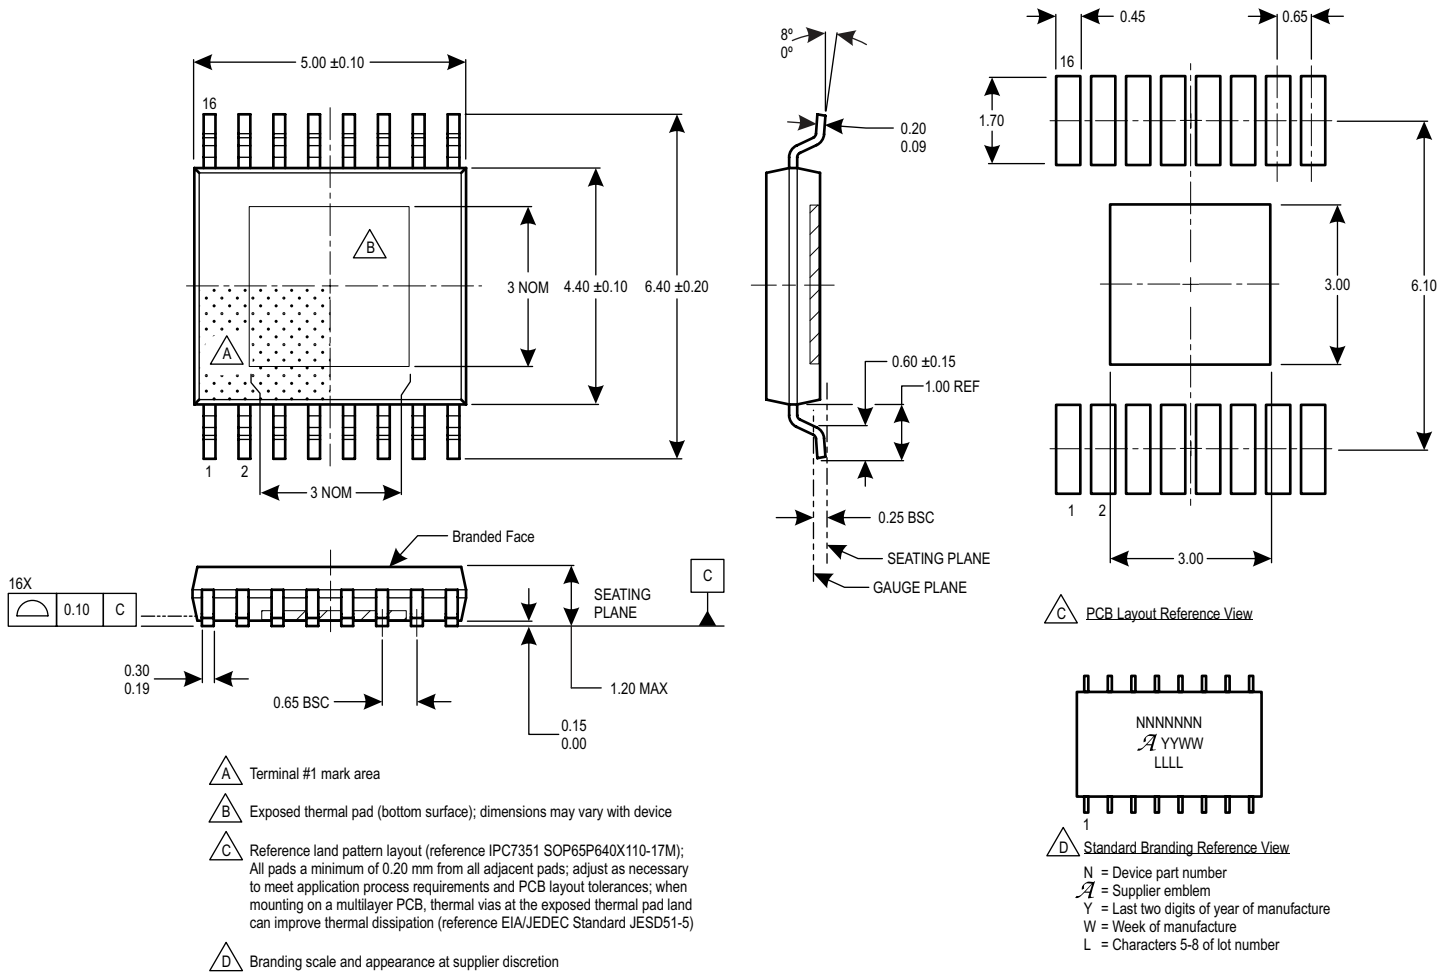 5.00 ±0.10
16
B
A
3 NOM
4.40 ±0.10
6.40 ±0.20
1
2
3 NOM
8º
0º
0.20
0.09
0.60 ±0.15
1.00 REF
0.25 BSC
SEATING PLANE
GAUGE PLANE
0.45
0.65
16
1.70
3.00
6.10
1
2
3.00
C PCB Layout Reference View
Branded Face
16X
0.10 C
SEATING
PLANE
C
0.30
0.19
0.65 BSC
1.20 MAX
0.15
0.00
A Terminal #1 mark area
B Exposed thermal pad (bottom surface); dimensions may vary with device
C Reference land pattern layout (reference IPC7351 SOP65P640X110-17M);
All pads a minimum of 0.20 mm from all adjacent pads; adjust as necessary
to meet application process requirements and PCB layout tolerances; when
mounting on a multilayer PCB, thermal vias at the exposed thermal pad land
can improve thermal dissipation (reference EIA/JEDEC Standard JESD51-5)
D Branding scale and appearance at supplier discretion
NNNNNNN
A YYWW
LLLL
1
D Standard Branding Reference View
N = Device part number
A = Supplier emblem
Y = Last two digits of year of manufacture
W = Week of manufacture
L = Characters 5-8 of lot number